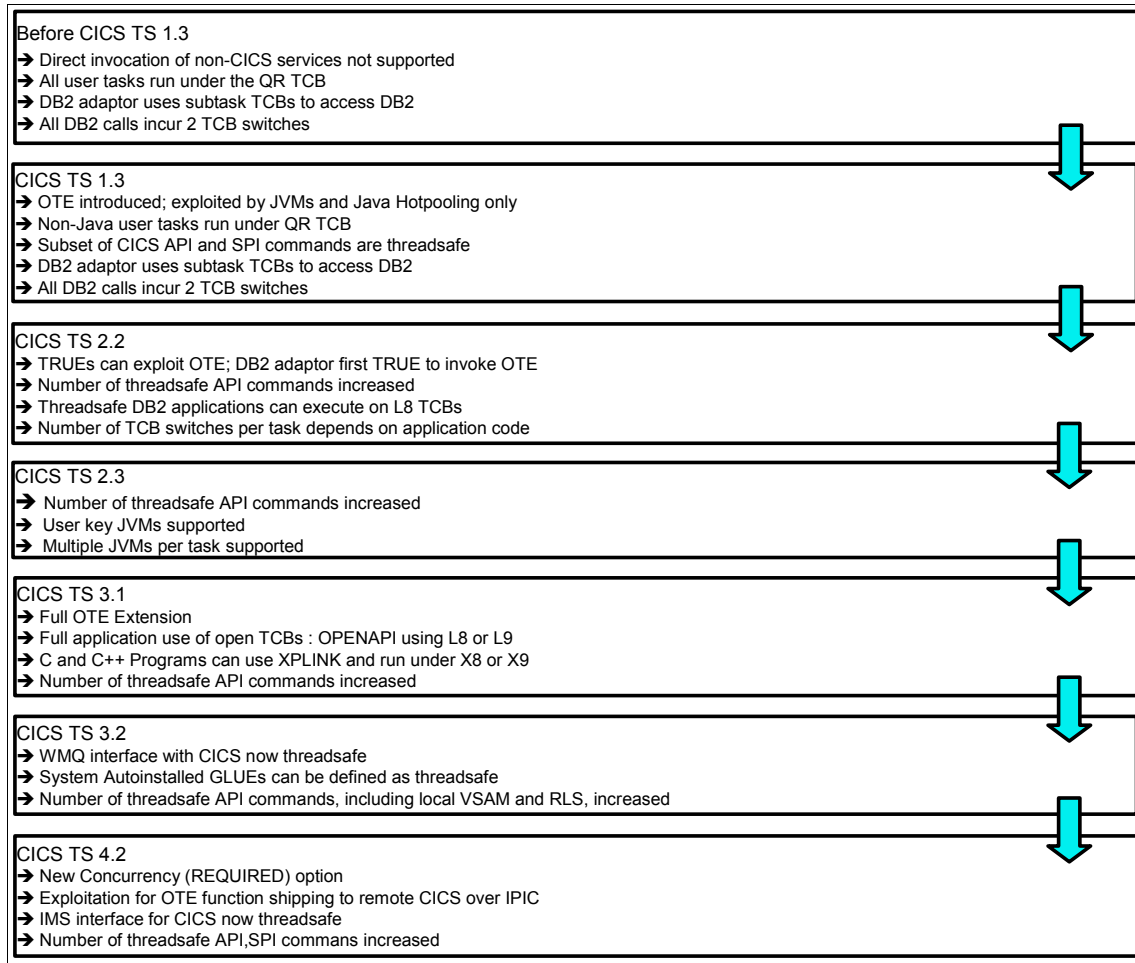 Before CICS TS 1.3
➔ Direct invocation of non-CICS services not supported
➔ All user tasks run under the QR TCB
➔ DB2 adaptor uses subtask TCBs to access DB2
➔ All DB2 calls incur 2 TCB switches
CICS TS 1.3
➔ OTE introduced; exploited by JVMs and Java Hotpooling only
➔ Non-Java user tasks run under QR TCB
➔ Subset of CICS API and SPI commands are threadsafe
➔ DB2 adaptor uses subtask TCBs to access DB2
➔ All DB2 calls incur 2 TCB switches
CICS TS 2.2
➔ TRUEs can exploit OTE; DB2 adaptor first TRUE to invoke OTE
➔ Number of threadsafe API commands increased
➔ Threadsafe DB2 applications can execute on L8 TCBs
➔ Number of TCB switches per task depends on application code
CICS TS 2.3
➔ Number of threadsafe API commands increased
➔ User key JVMs supported
➔ Multiple JVMs per task supported
CICS TS 3.1
➔ Full OTE Extension
➔ Full application use of open TCBs : OPENAPI using L8 or L9
➔ C and C++ Programs can use XPLINK and run under X8 or X9
➔ Number of threadsafe API commands increased
CICS TS 3.2
➔ WMQ interface with CICS now threadsafe
➔ System Autoinstalled GLUEs can be defined as threadsafe
➔ Number of threadsafe API commands, including local VSAM and RLS, increased
CICS TS 4.2
➔ New Concurrency (REQUIRED) option
➔ Exploitation for OTE function shipping to remote CICS over IPIC
➔ IMS interface for CICS now threadsafe
➔ Number of threadsafe API,SPI commans increased